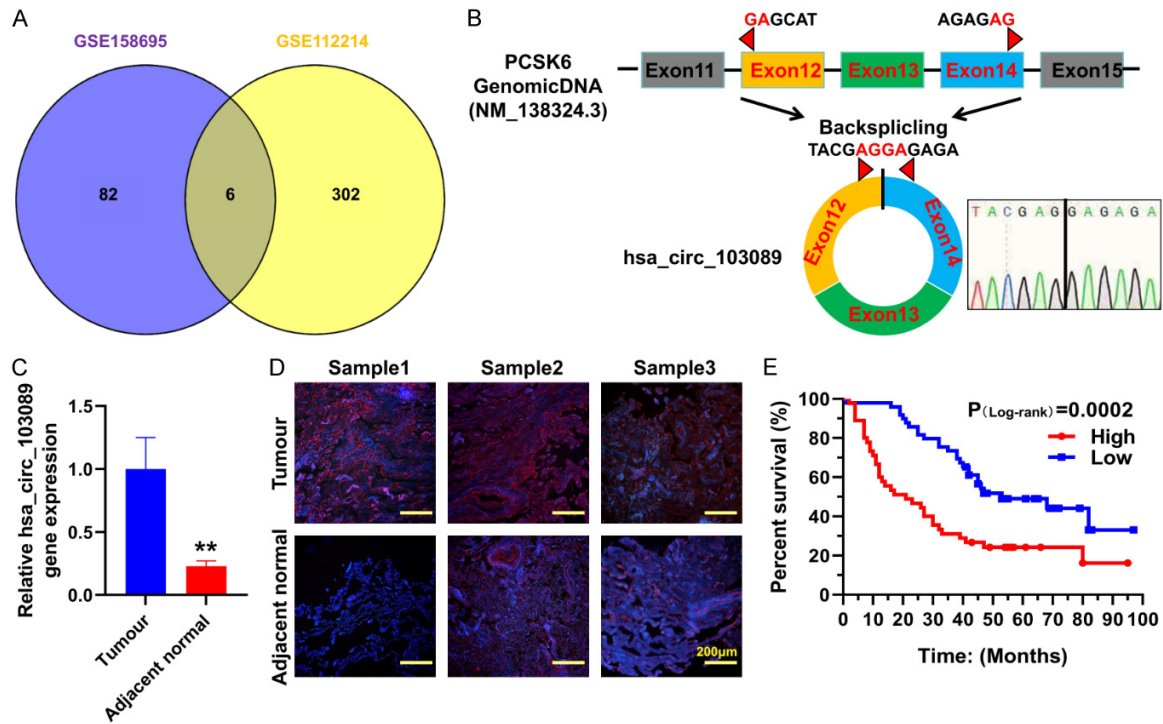 A
GSE158695
GSE112214
82
6
302
B
GAGCAT
AGAGAG
PCSK6
GenomicDNA
(NM_138324.3)
Exon11
Exon12
Exon13
Exon14
Exon15
Backsplicling
TACGAGGAGAGA
hsa_circ_103089
Exon12
Exon14
Exon13
T A C G A G G A G A G A
C
Relative hsa_circ_103089
gene expression
1.5
1.0
0.5
0.0
**
Tumour
Adjacent normal
D
Sample1
Sample2
Sample3
Tumour
Adjacent normal
200μm
E
Percent survival (%)
100
80
60
40
20
0
P(Log-rank)=0.0002
High
Low
0 10 20 30 40 50 60 70 80 90 100
Time: (Months)